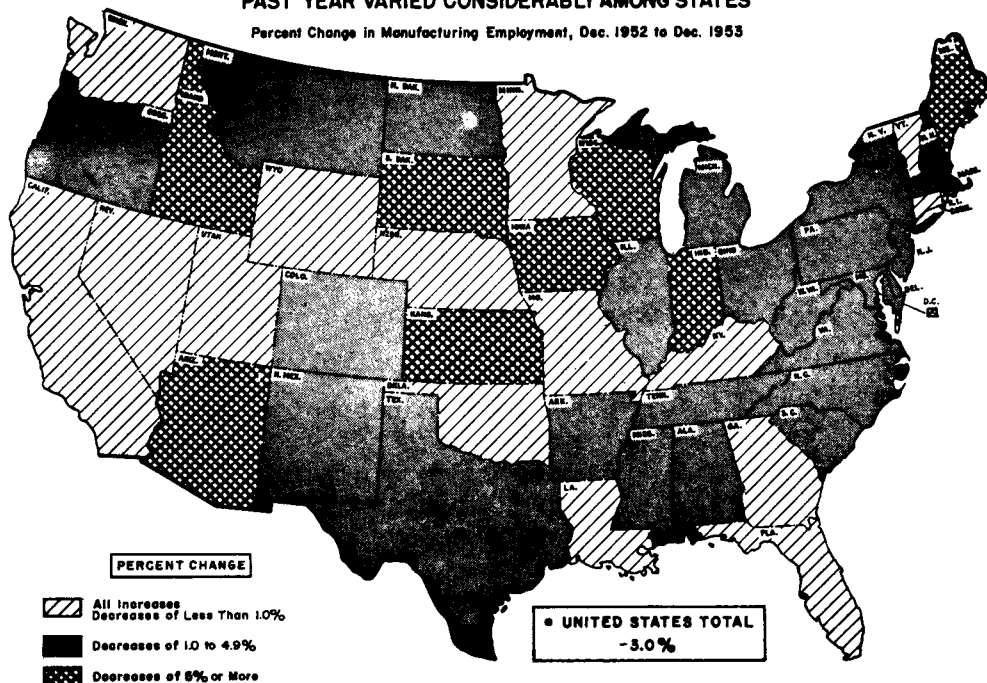 PAST YEAR VARIED CONSIDERABLY AMONG STATES
Percent Change in Manufacturing Employment, Dec. 1952 to Dec. 1953
WASH.
MONT.
N. DAK.
MINN.
ME.
IDAHO
OREG.
N. Y.
VT.
N. H.
S. DAK.
WIS.
MICH.
MASS.
WYO
R. I.
CONN.
CALIF.
NEV.
IOWA
PA.
UTAH
NEBR.
ILL.
IND.
OHIO
N. J.
COLO.
MO.
W. VA.
MD.
DEL.
D.C.
KANS.
KY.
VA.
ARIZ.
N. MEX.
OKLA.
TEX.
ARK.
TENN.
N. C.
S. C.
MISS.
ALA.
GA.
LA.
FLA.
PERCENT CHANGE
All Increases
Decreases of Less Than 1.0%
Decreases of 1.0 to 4.9%
Decreases of 5% or More
UNITED STATES TOTAL
-3.0%